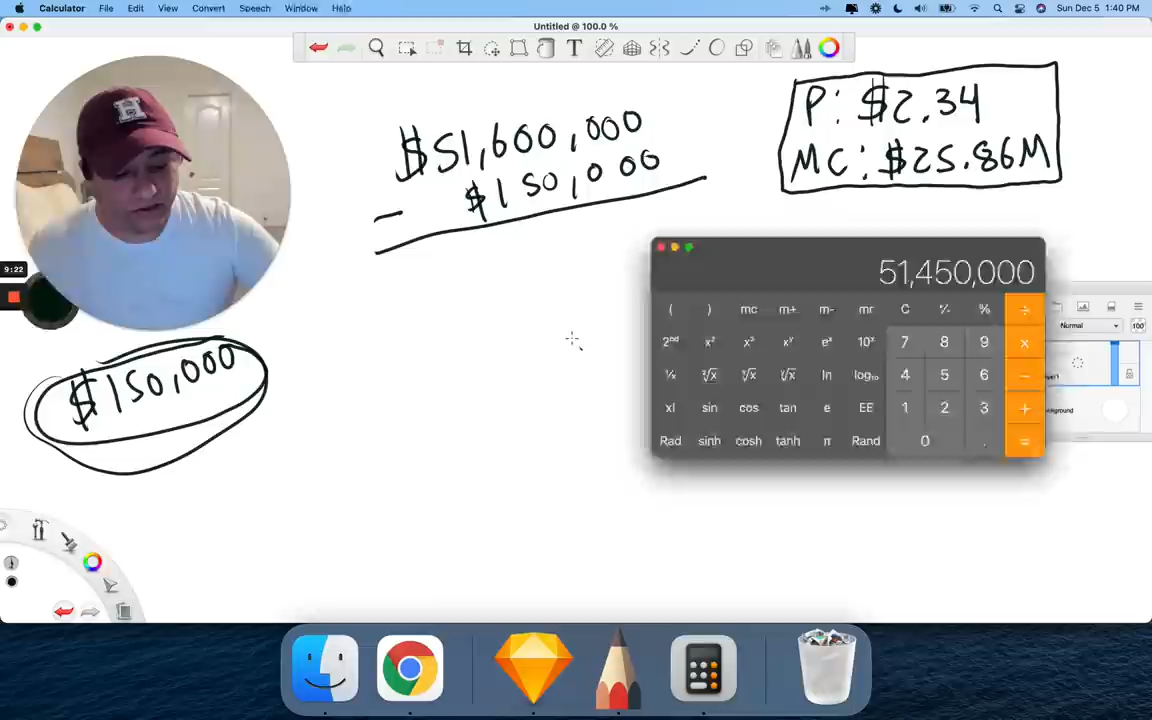 Calculator File Edit View Convert Speech Window Help Sun Dec 5 1:40 PM
Untitled @ 100.0 %
T
$51,600,000
- $150,000
P: $2.34
MC: $25.86M
H
9:22
$150,000
51,450,000
( ) mc m+ m- mr C ⁺∕₋ % ÷
2ⁿᵈ x² x³ xʸ eˣ 10ˣ 7 8 9 ×
¹∕ₓ ²√x ³√x ʸ√x ln log₁₀ 4 5 6 −
x! sin cos tan e EE 1 2 3 +
Rad sinh cosh tanh π Rand 0 . =
Normal 100